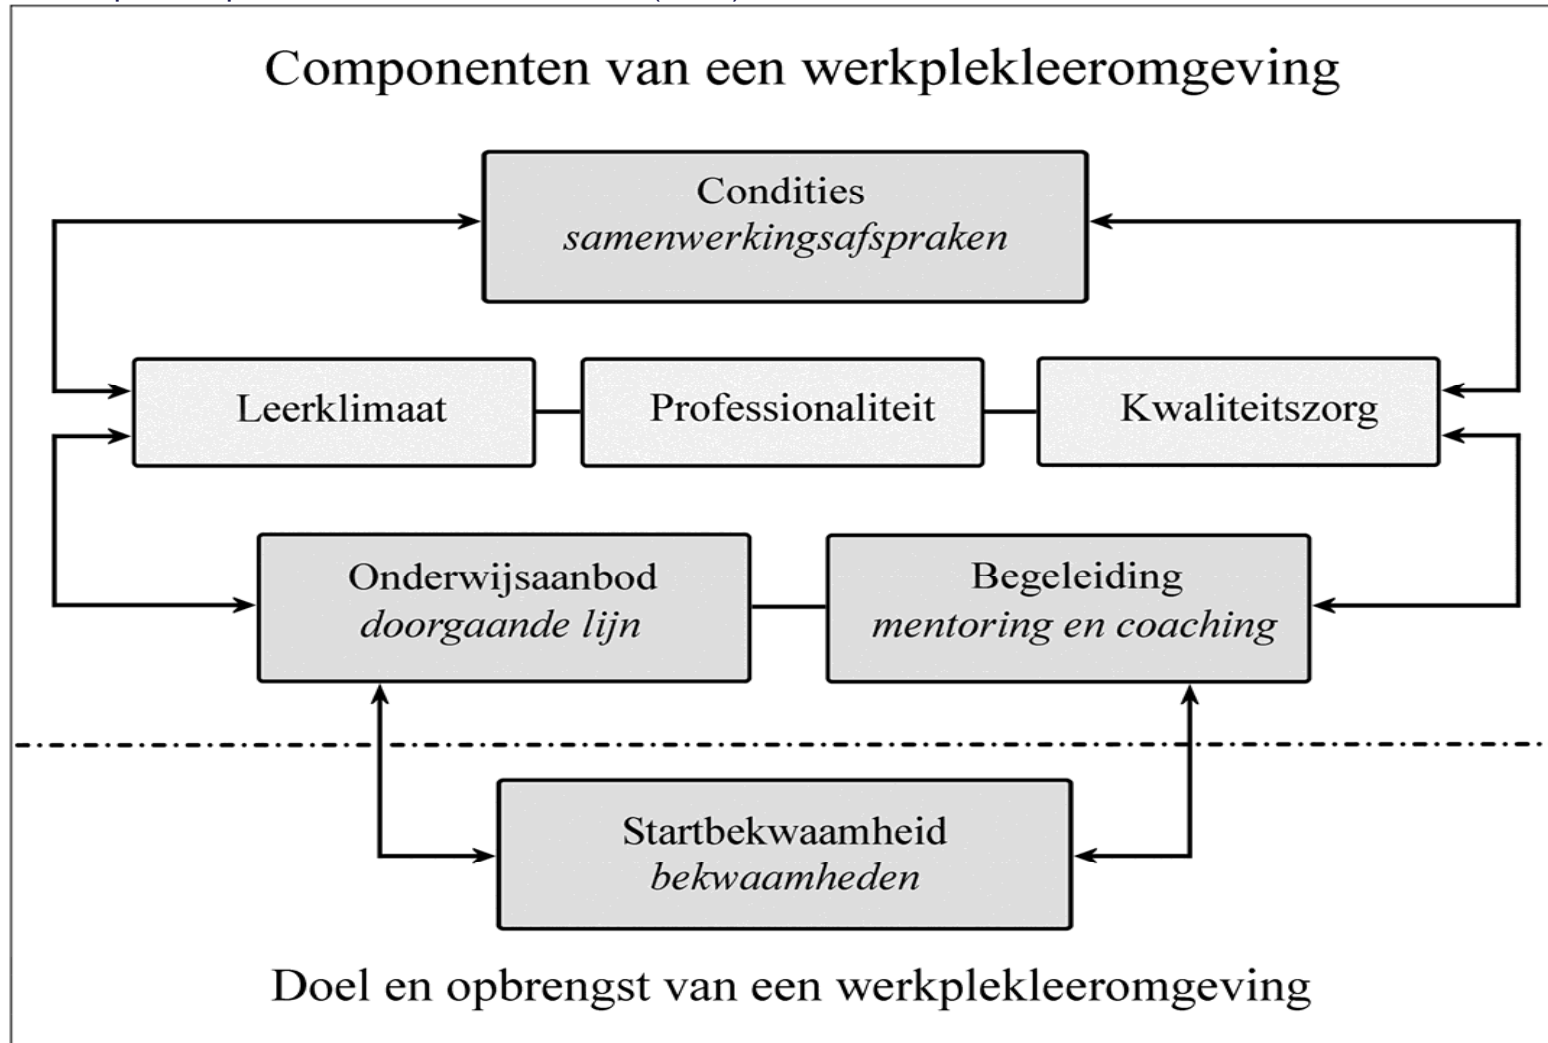 Componenten van een werkplekleeromgeving
Condities
samenwerkingsafspraken
Leerklimaat
Professionaliteit
Kwaliteitszorg
Onderwijsaanbod
doorgaande lijn
Begeleiding
mentoring en coaching
Startbekwaamheid
bekwaamheden
Doel en opbrengst van een werkplekleeromgeving